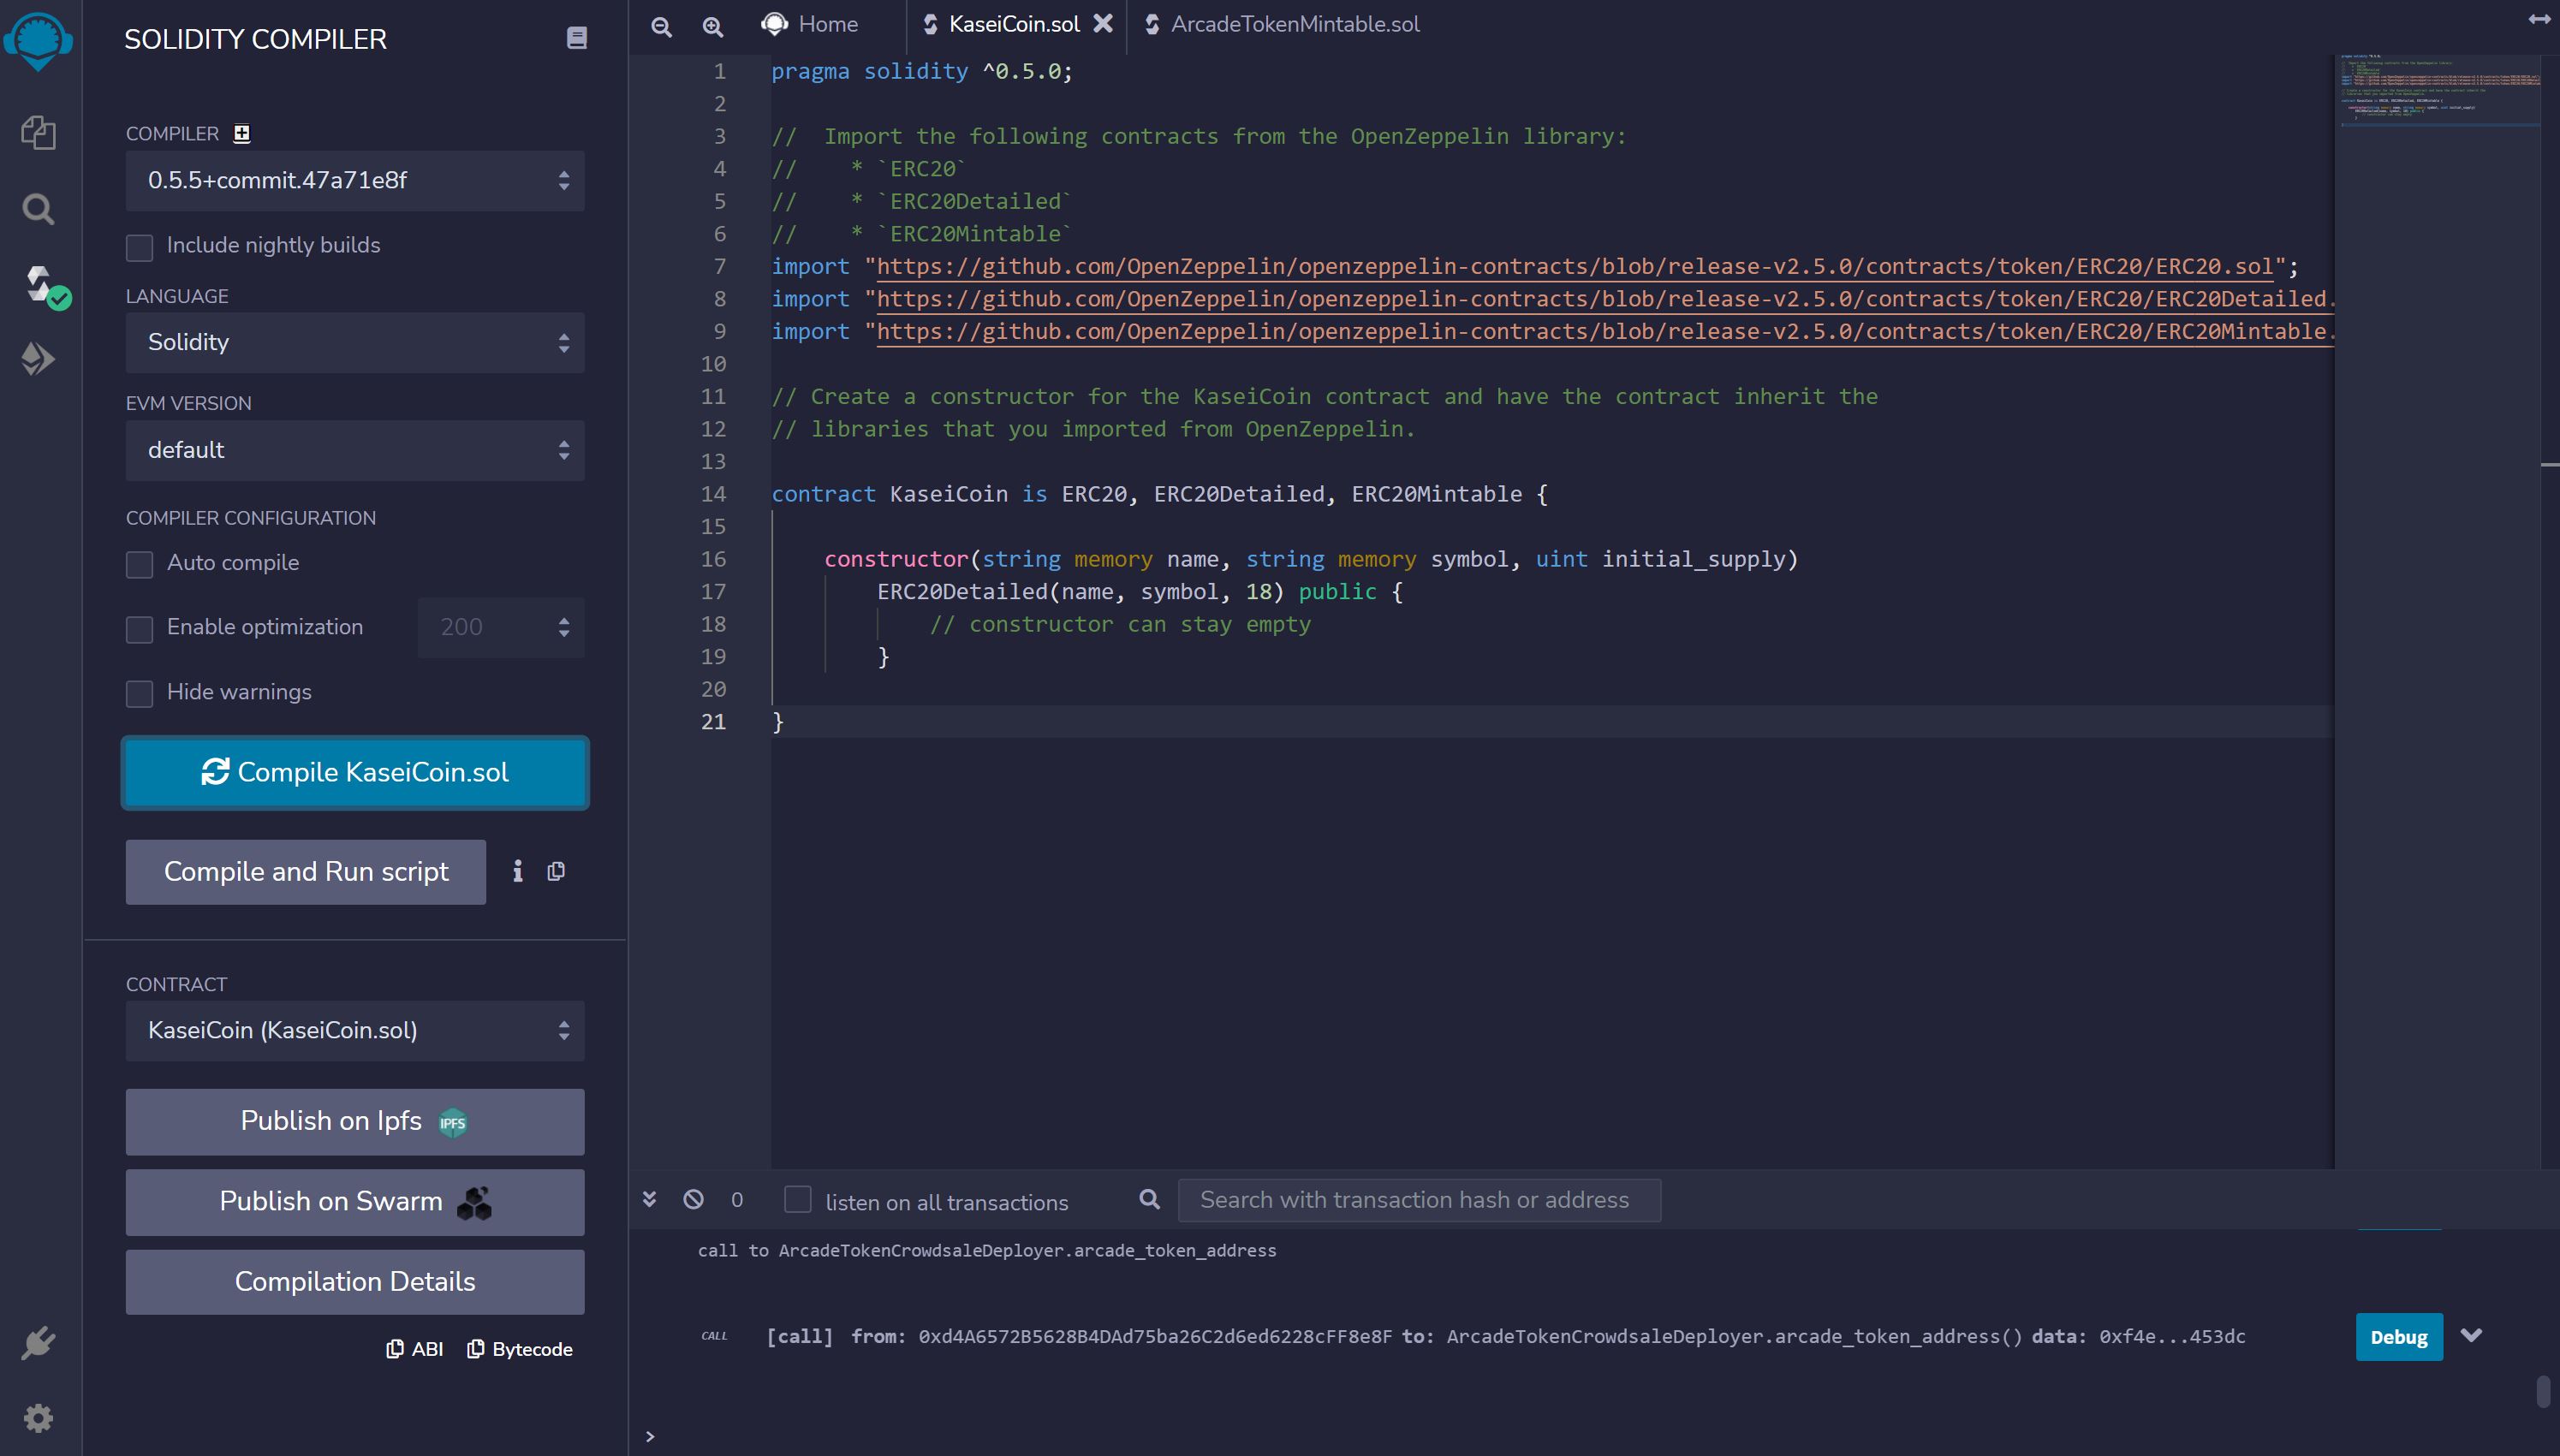 SOLIDITY COMPILER
COMPILER
0.5.5+commit.47a71e8f
Include nightly builds
LANGUAGE
Solidity
EVM VERSION
default
COMPILER CONFIGURATION
Auto compile
Enable optimization
200
Hide warnings
Compile KaseiCoin.sol
Compile and Run script
CONTRACT
KaseiCoin (KaseiCoin.sol)
Publish on Ipfs IPFS
Publish on Swarm
Compilation Details
ABI Bytecode
Home KaseiCoin.sol ArcadeTokenMintable.sol
1 pragma solidity ^0.5.0;
2
3 //  Import the following contracts from the OpenZeppelin library:
4 //    * `ERC20`
5 //    * `ERC20Detailed`
6 //    * `ERC20Mintable`
7 import "https://github.com/OpenZeppelin/openzeppelin-contracts/blob/release-v2.5.0/contracts/token/ERC20/ERC20.sol";
8 import "https://github.com/OpenZeppelin/openzeppelin-contracts/blob/release-v2.5.0/contracts/token/ERC20/ERC20Detailed.
9 import "https://github.com/OpenZeppelin/openzeppelin-contracts/blob/release-v2.5.0/contracts/token/ERC20/ERC20Mintable.
10
11 // Create a constructor for the KaseiCoin contract and have the contract inherit the
12 // libraries that you imported from OpenZeppelin.
13
14 contract KaseiCoin is ERC20, ERC20Detailed, ERC20Mintable {
15
16     constructor(string memory name, string memory symbol, uint initial_supply)
17         ERC20Detailed(name, symbol, 18) public {
18             // constructor can stay empty
19         }
20
21 }
0 listen on all transactions Search with transaction hash or address
call to ArcadeTokenCrowdsaleDeployer.arcade_token_address
CALL [call] from: 0xd4A6572B5628B4DAd75ba26C2d6ed6228cFF8e8F to: ArcadeTokenCrowdsaleDeployer.arcade_token_address() data: 0xf4e...453dc Debug
>